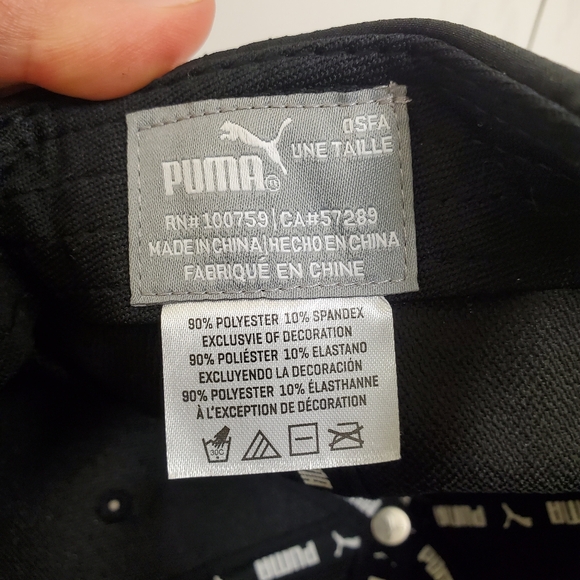 OSFA
PUMA UNE TAILLE
RN# 100759 | CA#57289
MADE IN CHINA | HECHO EN CHINA
FABRIQUÉ EN CHINE
90% POLYESTER 10% SPANDEX
EXCLUSVIE OF DECORATION
90% POLIÉSTER 10% ELASTANO
EXCLUYENDO LA DECORACIÓN
90% POLYESTER 10% ÉLASTHANNE
À L'EXCEPTION DE DÉCORATION
30C
PUMA
PUMA